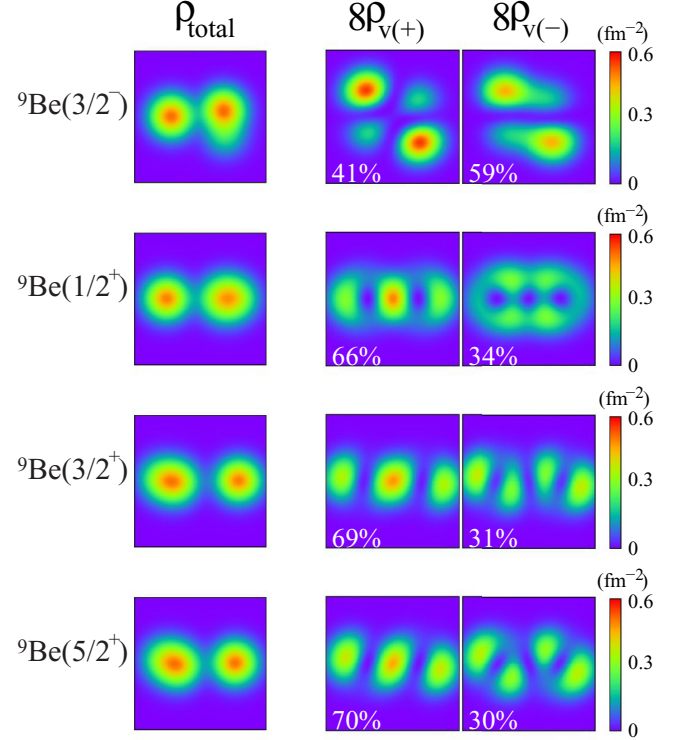 ρtotal 8ρv(+) 8ρv(−) (fm⁻²)
⁹Be(3/2⁻) 41% 59% 0.6 0.3 0
(fm⁻²)
⁹Be(1/2⁺) 66% 34% 0.6 0.3 0
(fm⁻²)
⁹Be(3/2⁺) 69% 31% 0.6 0.3 0
(fm⁻²)
⁹Be(5/2⁺) 70% 30% 0.6 0.3 0